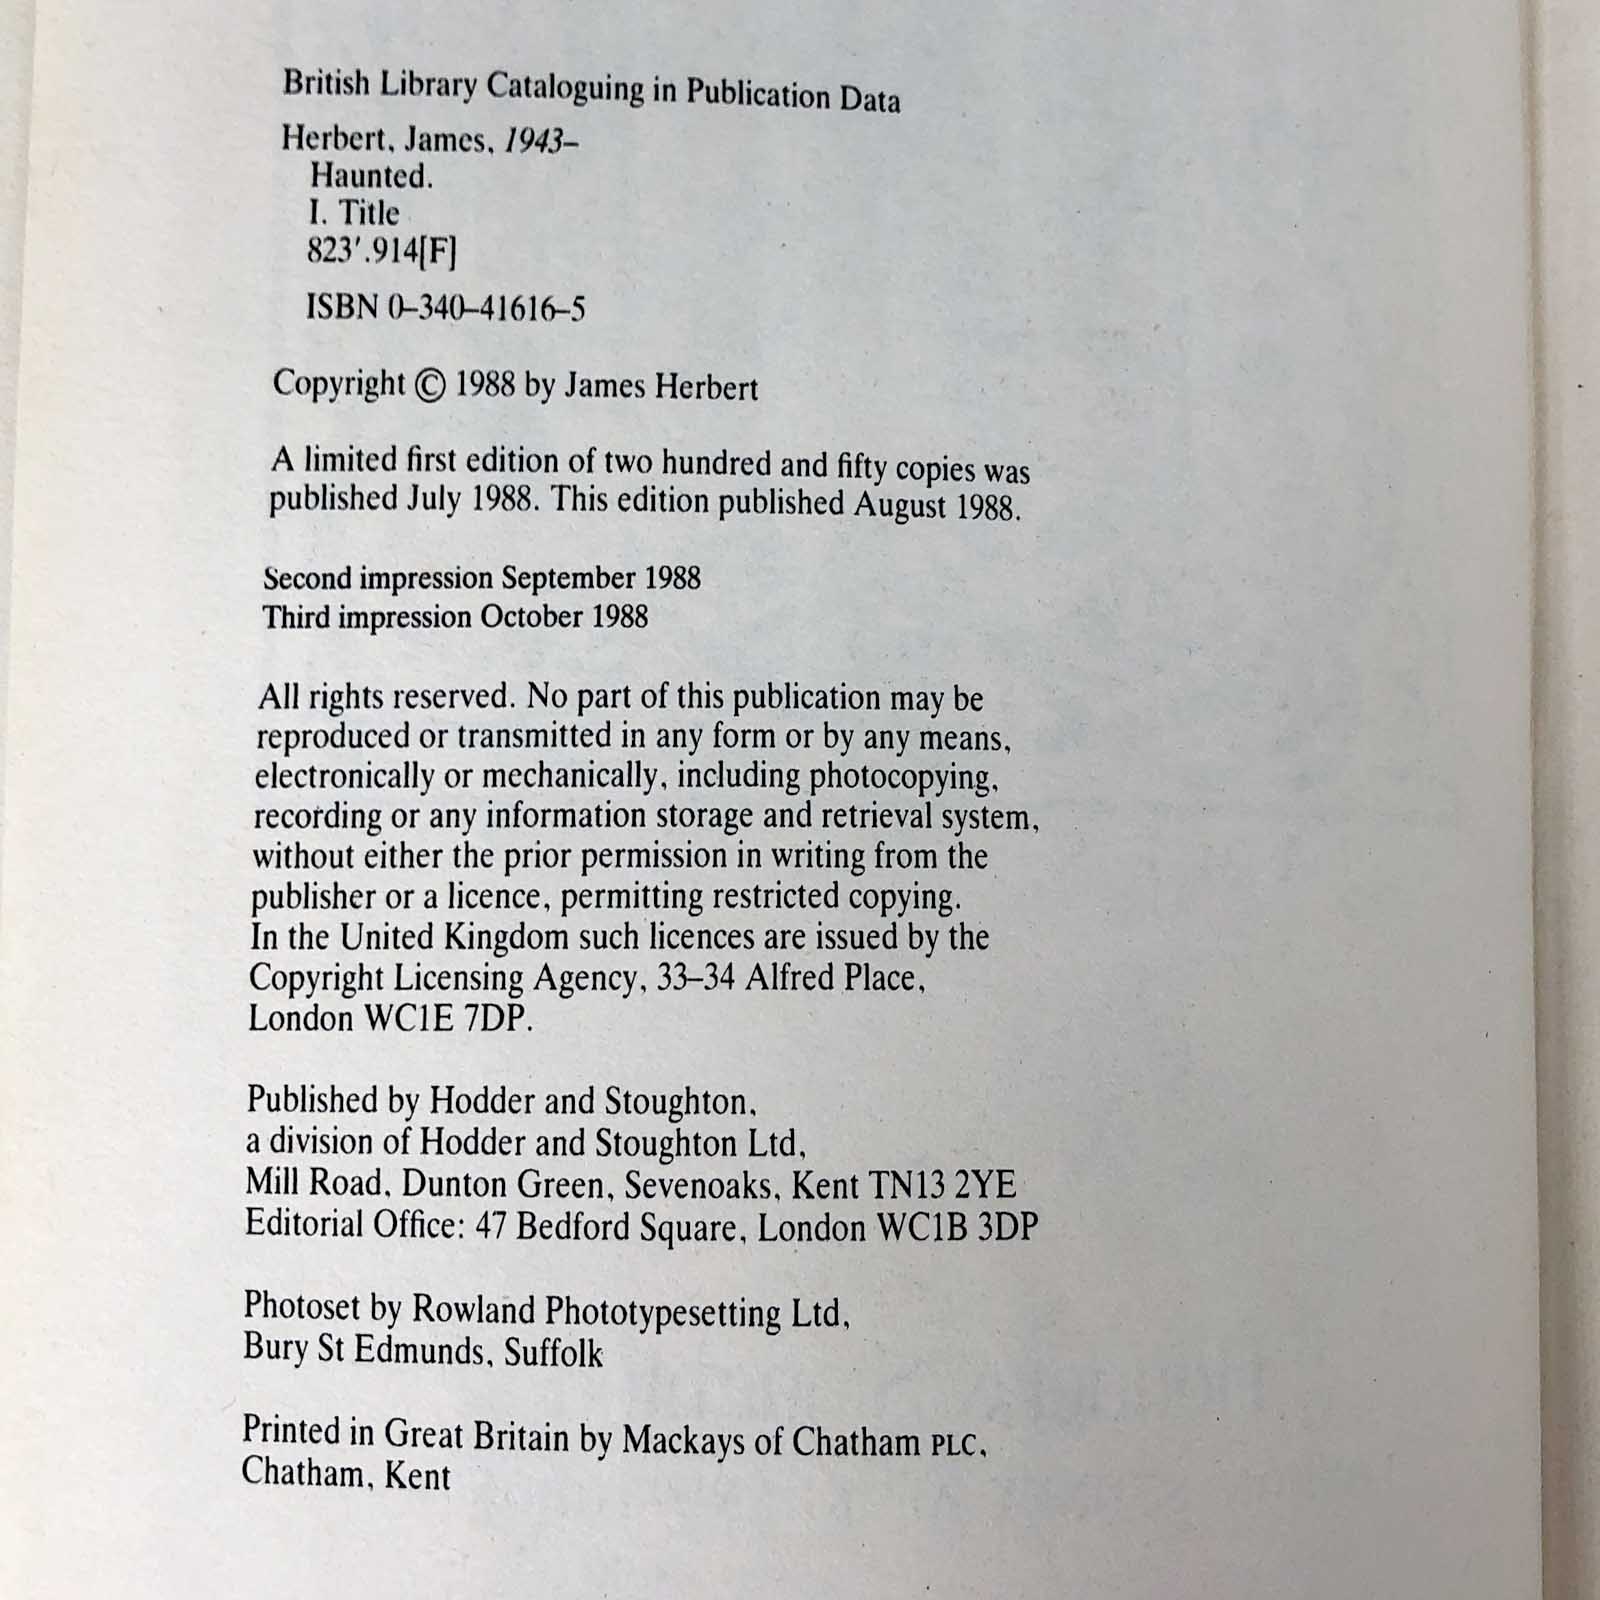 British Library Cataloguing in Publication Data
Herbert, James, 1943–
Haunted.
I. Title
823′.914[F]
ISBN 0–340–41616–5
Copyright © 1988 by James Herbert
A limited first edition of two hundred and fifty copies was
published July 1988. This edition published August 1988.
Second impression September 1988
Third impression October 1988
All rights reserved. No part of this publication may be
reproduced or transmitted in any form or by any means,
electronically or mechanically, including photocopying,
recording or any information storage and retrieval system,
without either the prior permission in writing from the
publisher or a licence, permitting restricted copying.
In the United Kingdom such licences are issued by the
Copyright Licensing Agency, 33–34 Alfred Place,
London WC1E 7DP.
Published by Hodder and Stoughton,
a division of Hodder and Stoughton Ltd,
Mill Road, Dunton Green, Sevenoaks, Kent TN13 2YE
Editorial Office: 47 Bedford Square, London WC1B 3DP
Photoset by Rowland Phototypesetting Ltd,
Bury St Edmunds, Suffolk
Printed in Great Britain by Mackays of Chatham PLC,
Chatham, Kent